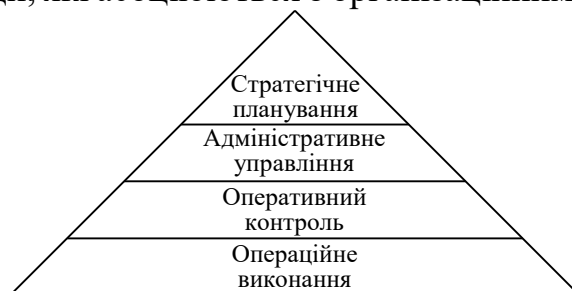 Стратегічне
планування
Адміністративне
управління
Оперативний
контроль
Операційне
виконання